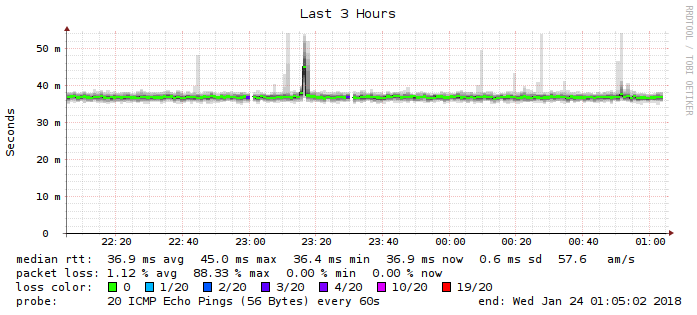 Last 3 Hours
RRDTOOL / TOBI OETIKER
Seconds
50 m
40 m
30 m
20 m
10 m
0
22:20 22:40 23:00 23:20 23:40 00:00 00:20 00:40 01:00
median rtt: 36.9 ms avg 45.0 ms max 36.4 ms min 36.9 ms now 0.6 ms sd 57.6 am/s
packet loss: 1.12 % avg 88.33 % max 0.00 % min 0.00 % now
loss color: 0 1/20 2/20 3/20 4/20 10/20 19/20
probe: 20 ICMP Echo Pings (56 Bytes) every 60s end: Wed Jan 24 01:05:02 2018